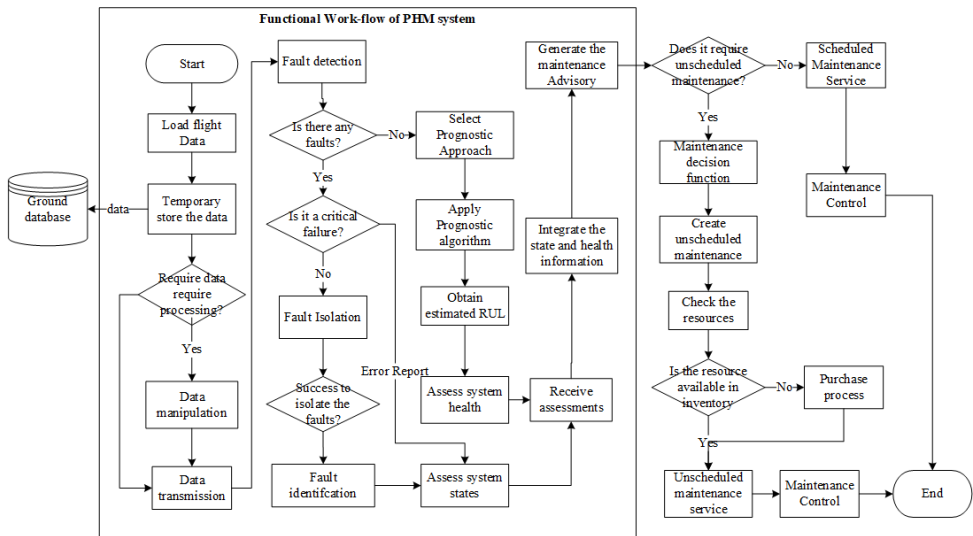 Functional Work-flow of PHM system
Start
Load flight
Data
Temporary
store the data
data
Ground
database
Require data
require
processing?
Yes
Data
manipulation
Data
transmission
Fault detection
Is there any
faults?
No
Yes
Is it a critical
failure?
No
Fault Isolation
Error Report
Success to
isolate the
faults?
Fault
identifcation
Select
Prognostic
Approach
Apply
Prognostic
algorithm
Obtain
estimated RUL
Assess system
health
Assess system
states
Receive
assessments
Integrate the
state and health
information
Generate the
maintenance
Advisory
Does it require
unscheduled
maintenance?
No
Scheduled
Maintenance
Service
Maintenance
Control
Yes
Maintenance
decision
function
Create
unscheduled
maintenance
Check the
resources
Is the resource
available in
inventory
No
Purchase
process
Yes
Unscheduled
maintenance
service
Maintenance
Control
End